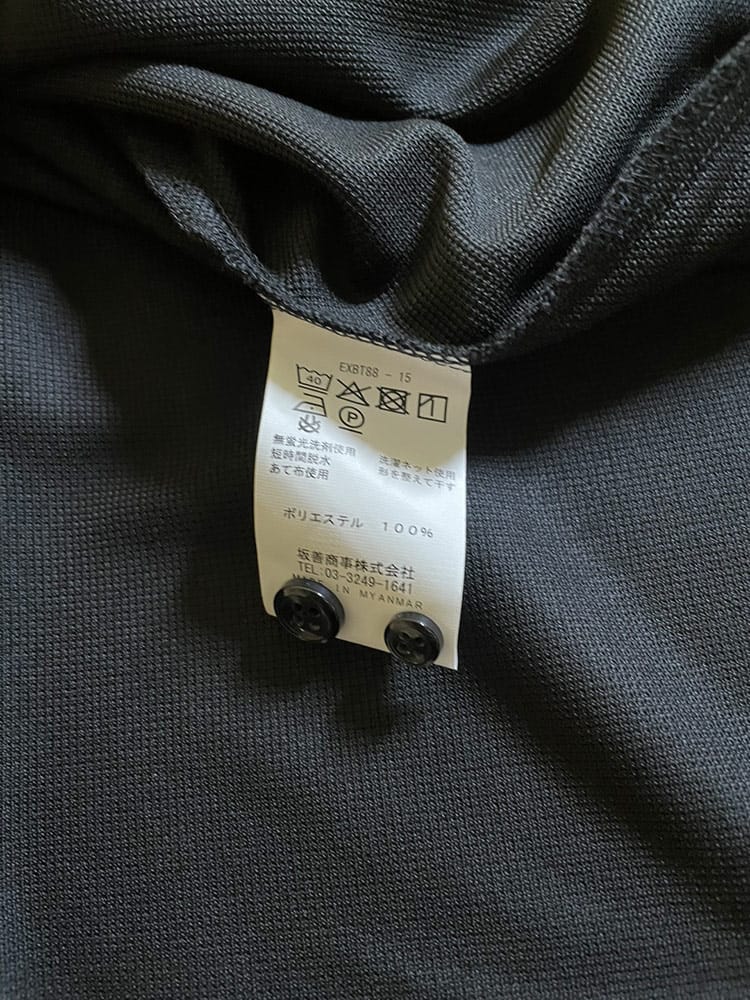 EXBT88 - 15
40
P
無蛍光洗剤使用
短時間脱水
あて布使用
洗濯ネット使用
形を整えて干す
ポリエステル 100%
坂善商事株式会社
TEL:03-3249-1641
MADE IN MYANMAR